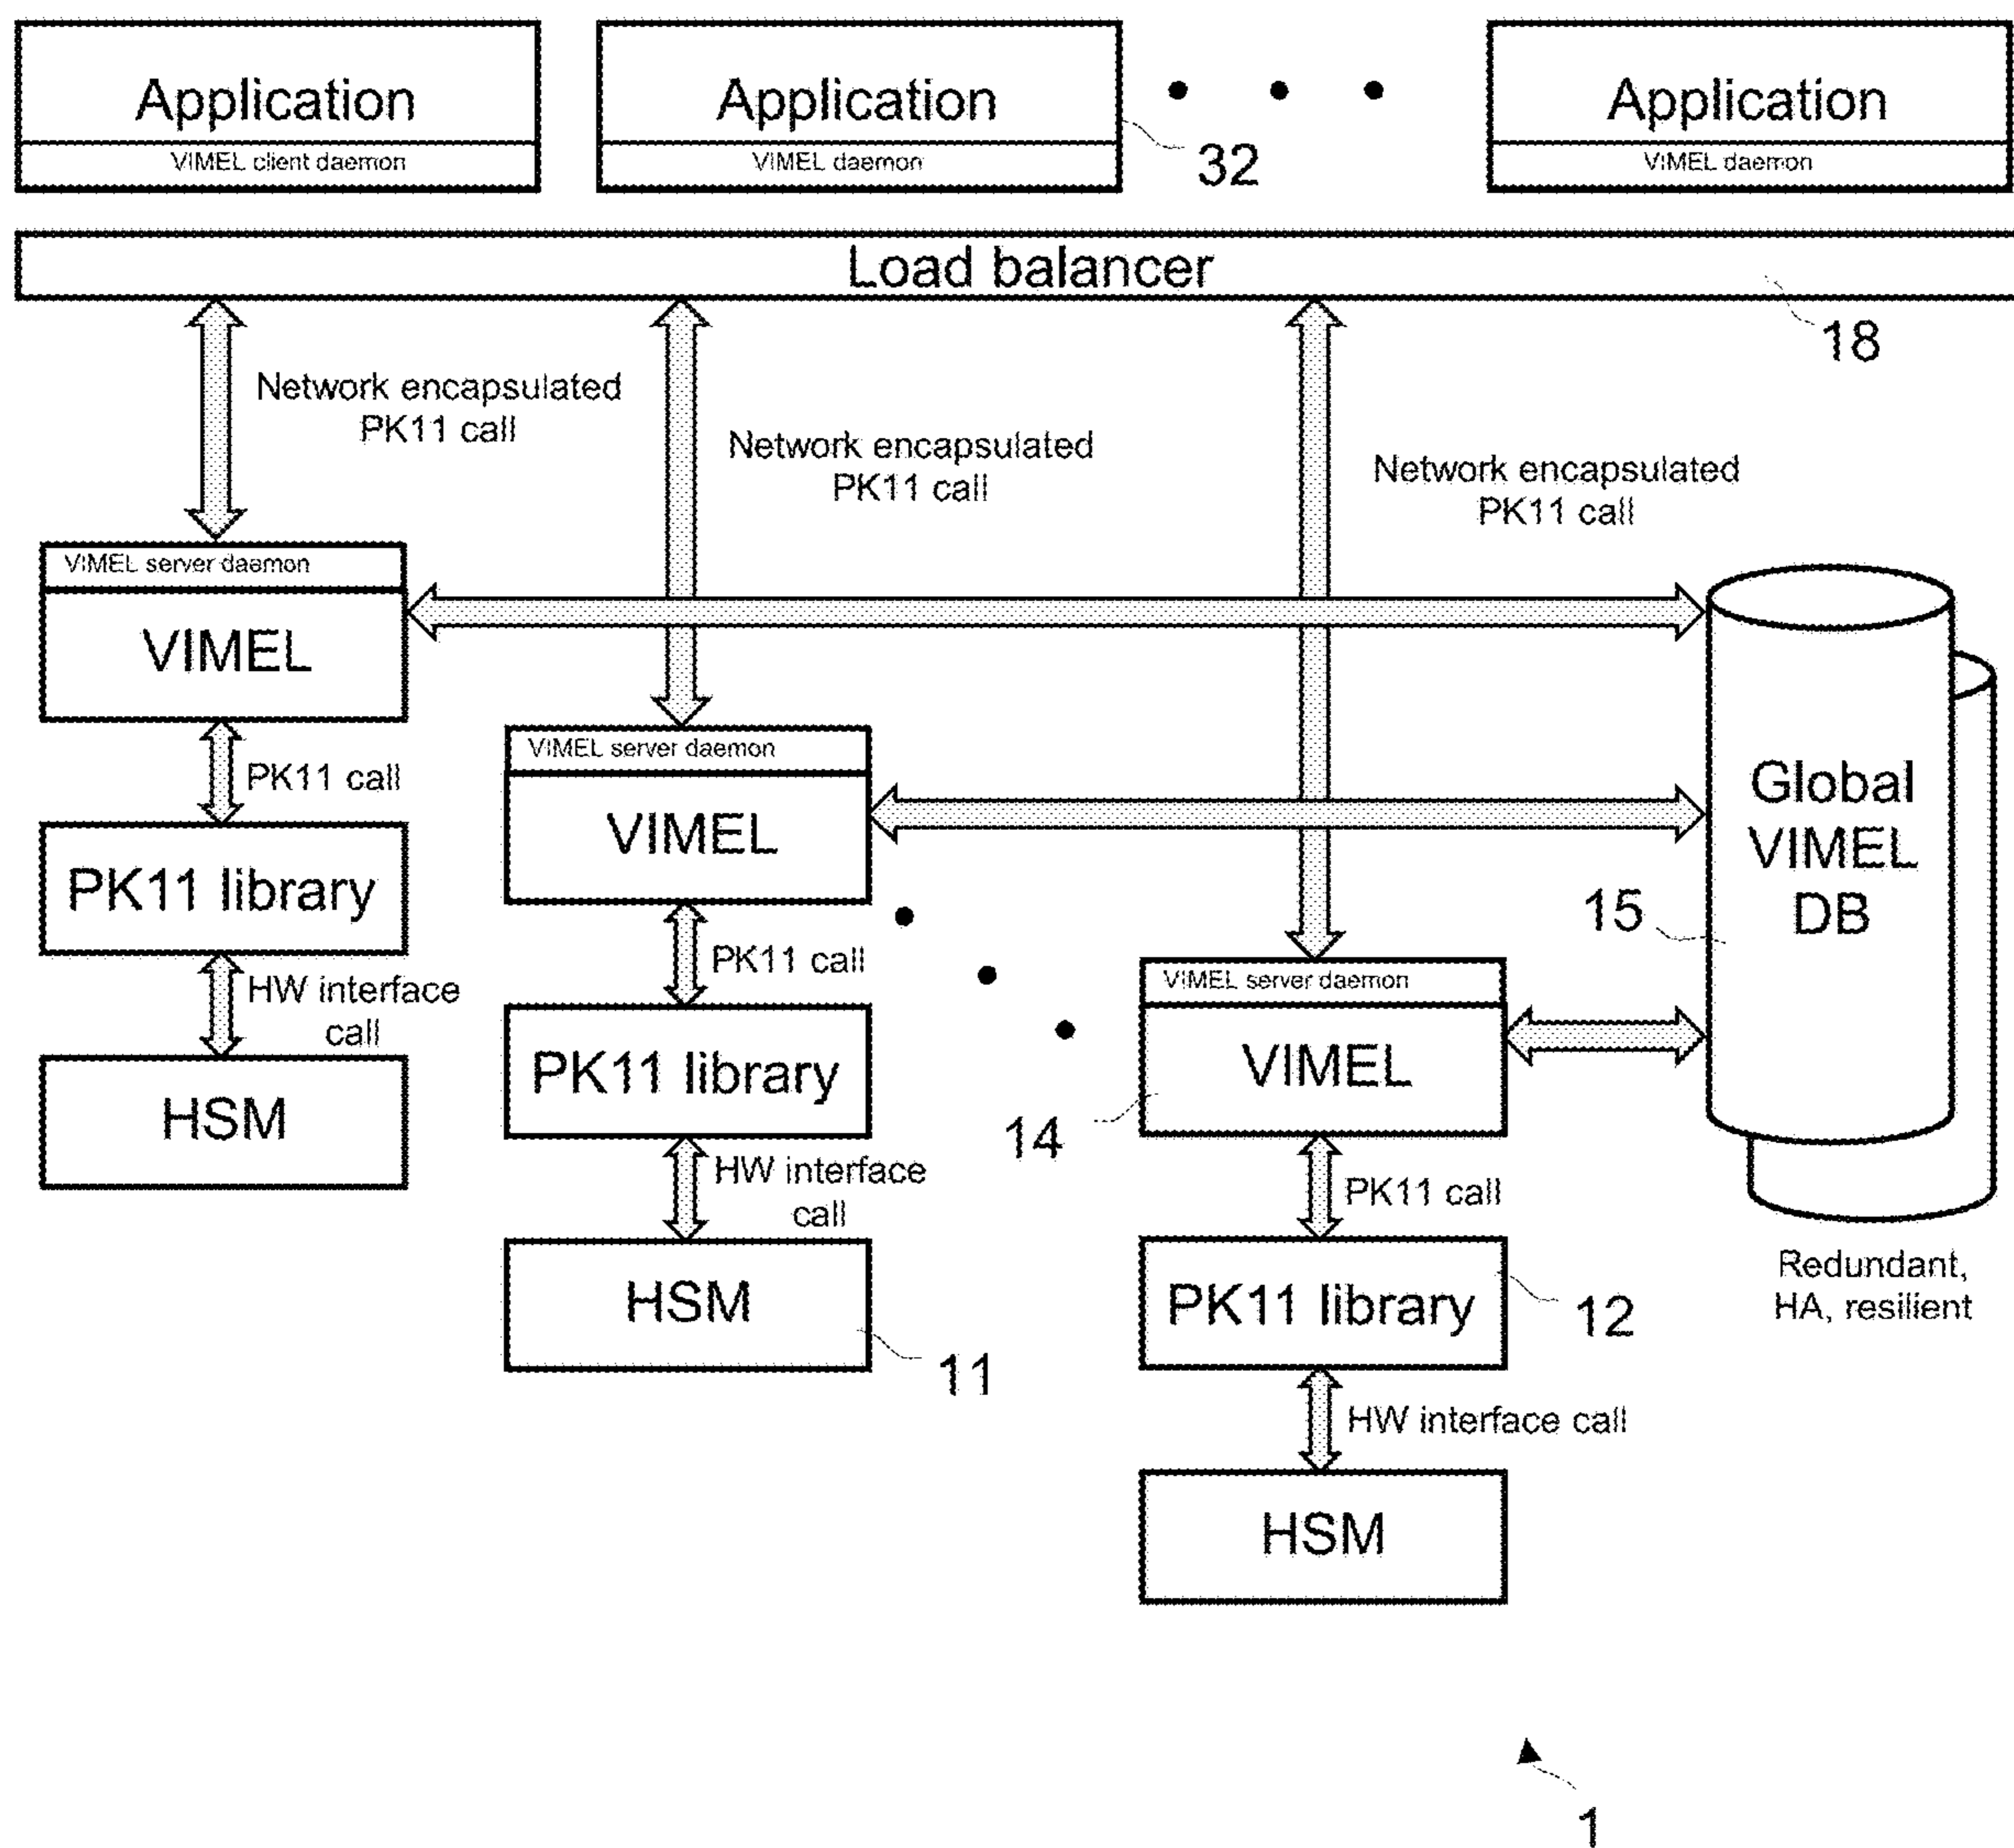 Application
VIMEL client daemon
Application
VIMEL daemon
32
Application
VIMEL daemon
Load balancer
18
Network encapsulated
PK11 call
Network encapsulated
PK11 call
Network encapsulated
PK11 call
VIMEL server daemon
VIMEL
PK11 call
PK11 library
HW interface
call
HSM
VIMEL server daemon
VIMEL
PK11 call
PK11 library
HW interface
call
HSM
11
VIMEL server daemon
VIMEL
14
PK11 call
PK11 library
12
HW interface call
HSM
Global
VIMEL
DB
15
Redundant,
HA, resilient
1